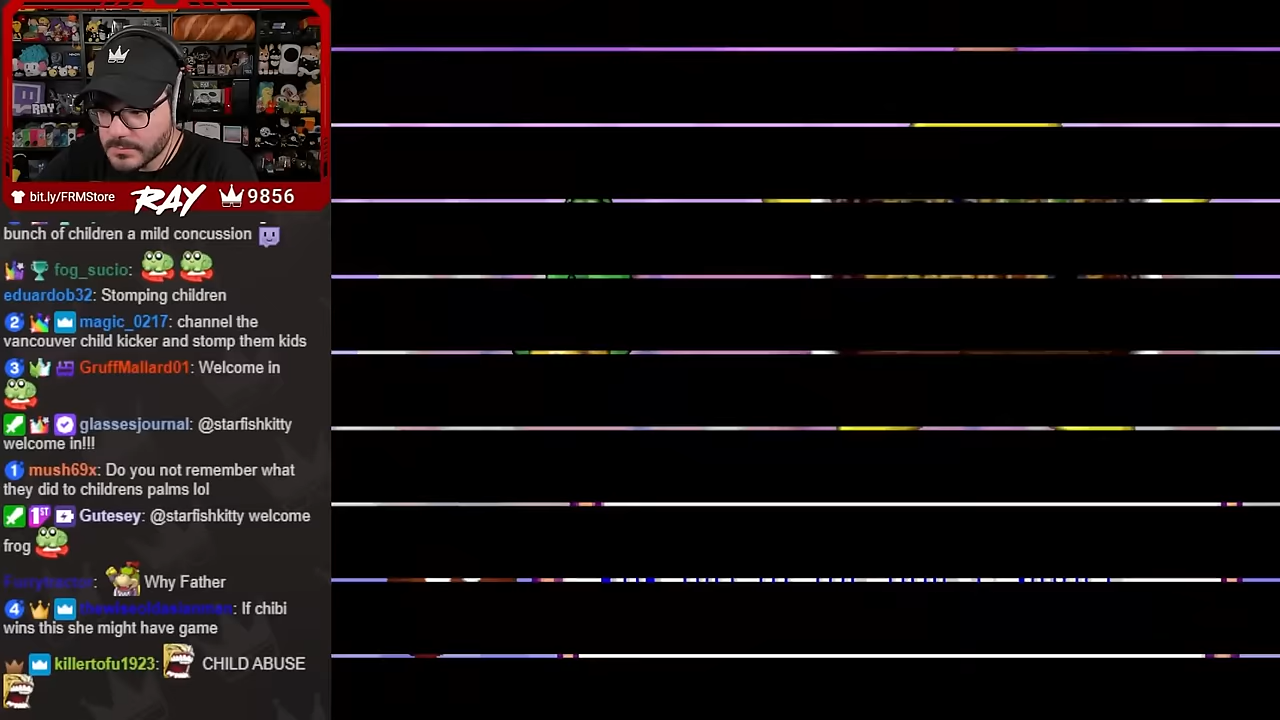 RAY
bit.ly/FRMStore RAY 9856
bunch of children a mild concussion
fog_sucio:
eduardob32: Stomping children
2 magic_0217: channel the
vancouver child kicker and stomp them kids
3 GruffMallard01: Welcome in
glassesjournal: @starfishkitty
welcome in!!!
1 mush69x: Do you not remember what
they did to childrens palms lol
1ST Gutesey: @starfishkitty welcome
frog
: Why Father
4 : If chibi
wins this she might have game
killertofu1923: CHILD ABUSE